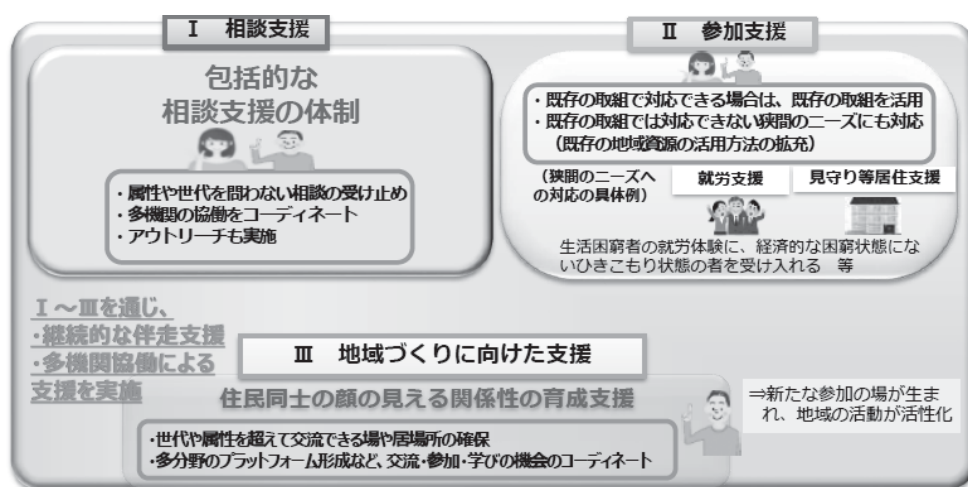 Ⅰ 相談支援
包括的な
相談支援の体制
・属性や世代を問わない相談の受け止め
・多機関の協働をコーディネート
・アウトリーチも実施
Ⅱ 参加支援
・既存の取組で対応できる場合は、既存の取組を活用
・既存の取組では対応できない狭間のニーズにも対応
（既存の地域資源の活用方法の拡充）
（狭間のニーズへ
の対応の具体例）
就労支援
見守り等居住支援
生活困窮者の就労体験に、経済的な困窮状態にな
いひきこもり状態の者を受け入れる 等
Ⅰ～Ⅲを通じ、
・継続的な伴走支援
・多機関協働による
支援を実施
Ⅲ 地域づくりに向けた支援
住民同士の顔の見える関係性の育成支援
・世代や属性を超えて交流できる場や居場所の確保
・多分野のプラットフォーム形成など、交流・参加・学びの機会のコーディネート
⇒新たな参加の場が生ま
れ、地域の活動が活性化